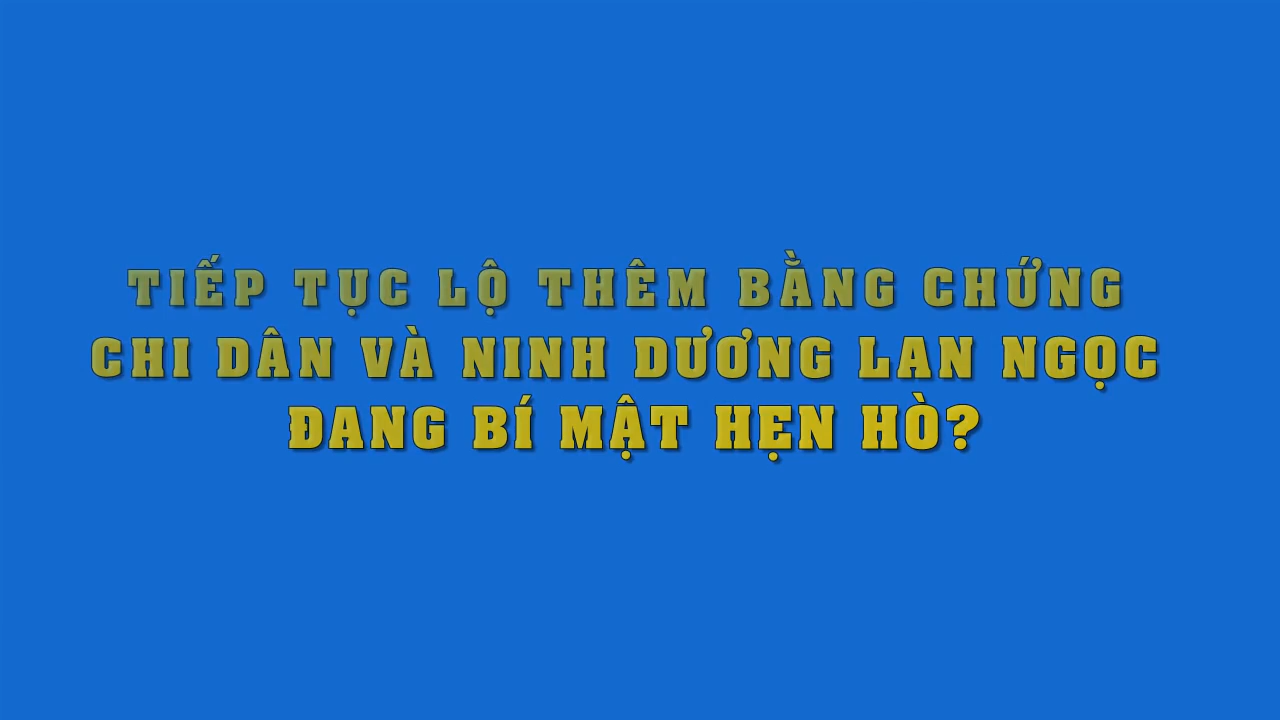 TIẾP TỤC LỘ THÊM BẰNG CHỨNG
CHI DÂN VÀ NINH DƯƠNG LAN NGỌC
ĐANG BÍ MẬT HẸN HÒ?